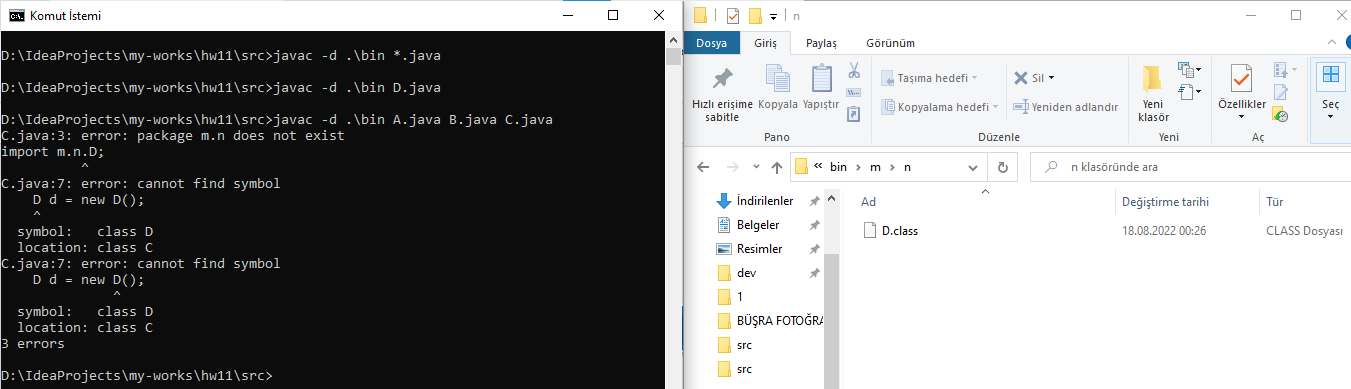 Komut İstemi
D:\IdeaProjects\my-works\hw11\src>javac -d .\bin *.java
D:\IdeaProjects\my-works\hw11\src>javac -d .\bin D.java
D:\IdeaProjects\my-works\hw11\src>javac -d .\bin A.java B.java C.java
C.java:3: error: package m.n does not exist
import m.n.D;
^
C.java:7: error: cannot find symbol
D d = new D();
^
symbol:   class D
location: class C
C.java:7: error: cannot find symbol
D d = new D();
^
symbol:   class D
location: class C
3 errors
D:\IdeaProjects\my-works\hw11\src>
n
Dosya Giriş Paylaş Görünüm
Hızlı erişime sabitle
Kopyala
Yapıştır
Pano
Taşıma hedefi
Kopyalama hedefi
Sil
Yeniden adlandır
Düzenle
Yeni klasör
Yeni
Özellikler
Aç
Seç
« bin > m > n
n klasöründe ara
İndirilenler
Belgeler
Resimler
dev
1
BÜŞRA FOTOĞRA
src
src
Ad Değiştirme tarihi Tür
D.class 18.08.2022 00:26 CLASS Dosyası